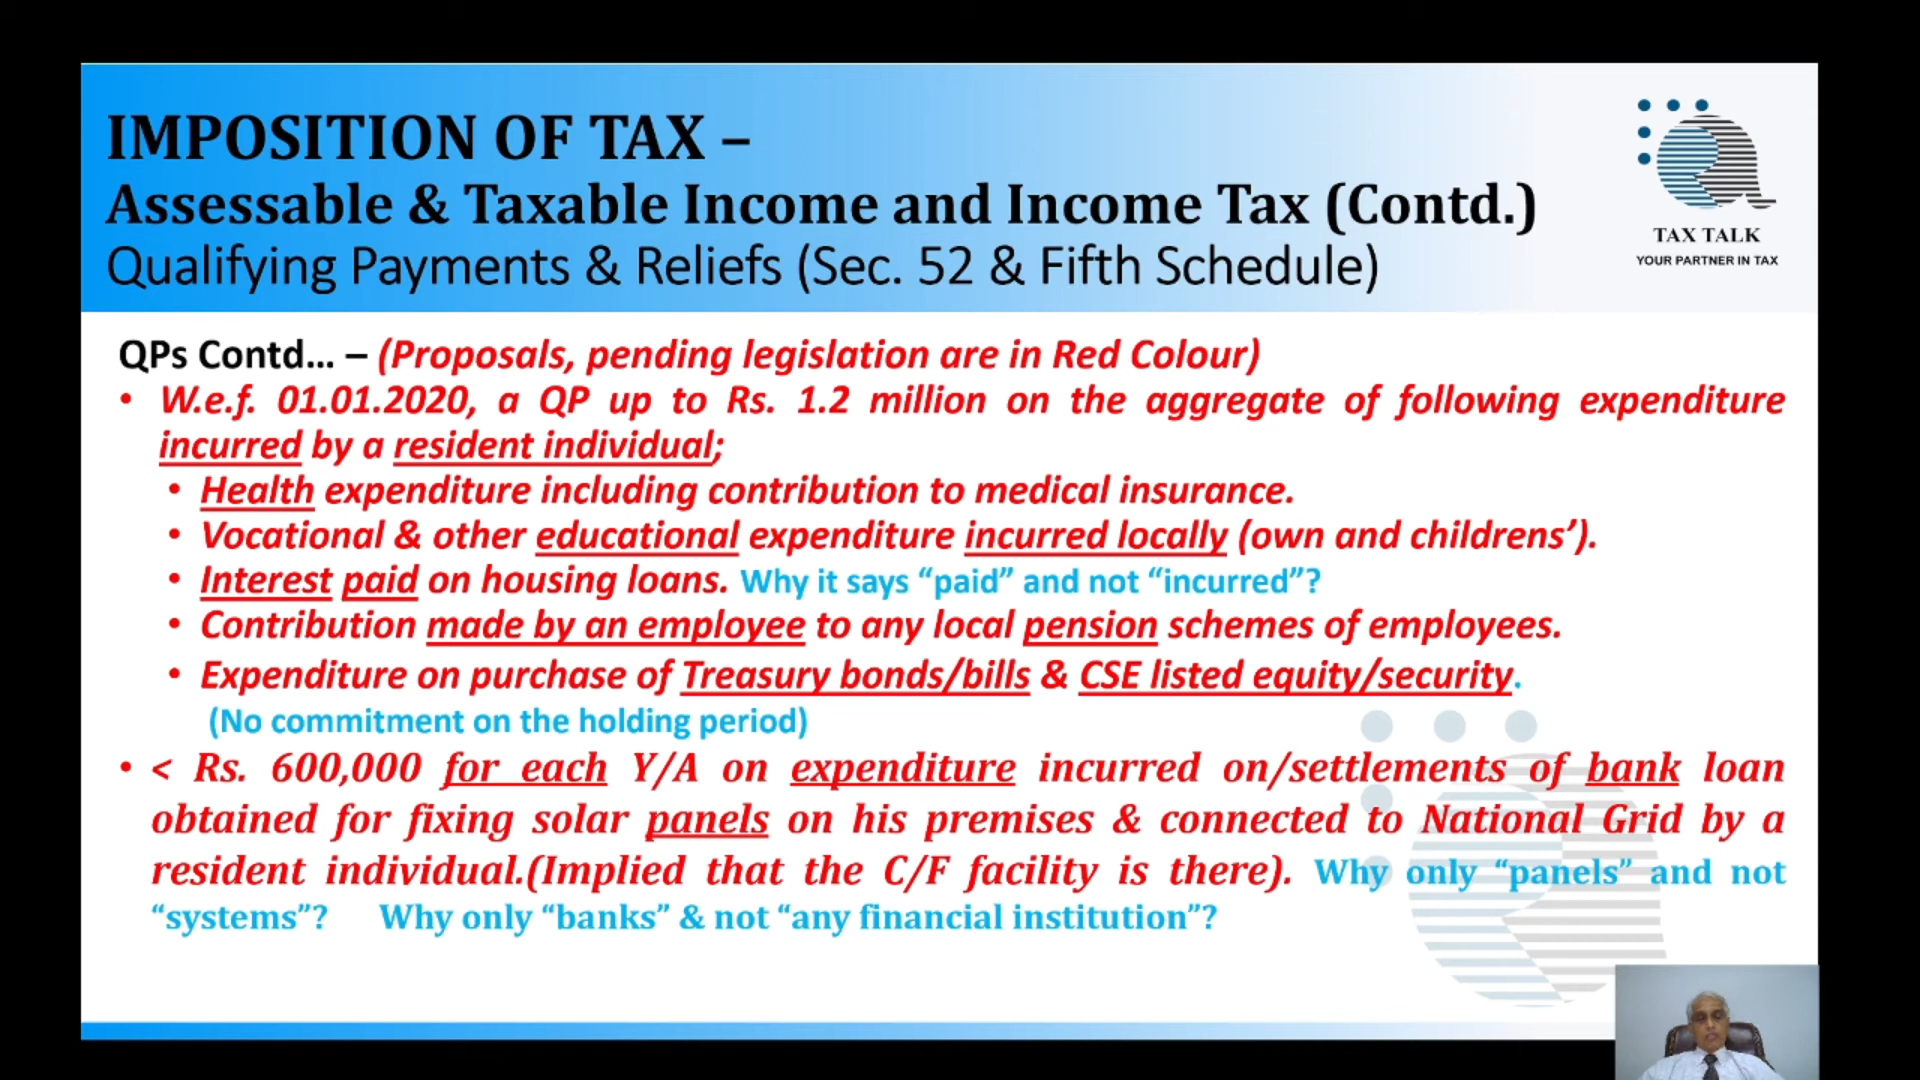 IMPOSITION OF TAX –
Assessable & Taxable Income and Income Tax (Contd.)
Qualifying Payments & Reliefs (Sec. 52 & Fifth Schedule)
TAX TALK
YOUR PARTNER IN TAX
QPs Contd... – (Proposals, pending legislation are in Red Colour)
• W.e.f. 01.01.2020, a QP up to Rs. 1.2 million on the aggregate of following expenditure
incurred by a resident individual;
• Health expenditure including contribution to medical insurance.
• Vocational & other educational expenditure incurred locally (own and childrens’).
• Interest paid on housing loans. Why it says “paid” and not “incurred”?
• Contribution made by an employee to any local pension schemes of employees.
• Expenditure on purchase of Treasury bonds/bills & CSE listed equity/security.
(No commitment on the holding period)
• < Rs. 600,000 for each Y/A on expenditure incurred on/settlements of bank loan
obtained for fixing solar panels on his premises & connected to National Grid by a
resident individual.(Implied that the C/F facility is there). Why only “panels” and not
“systems”? Why only “banks” & not “any financial institution”?